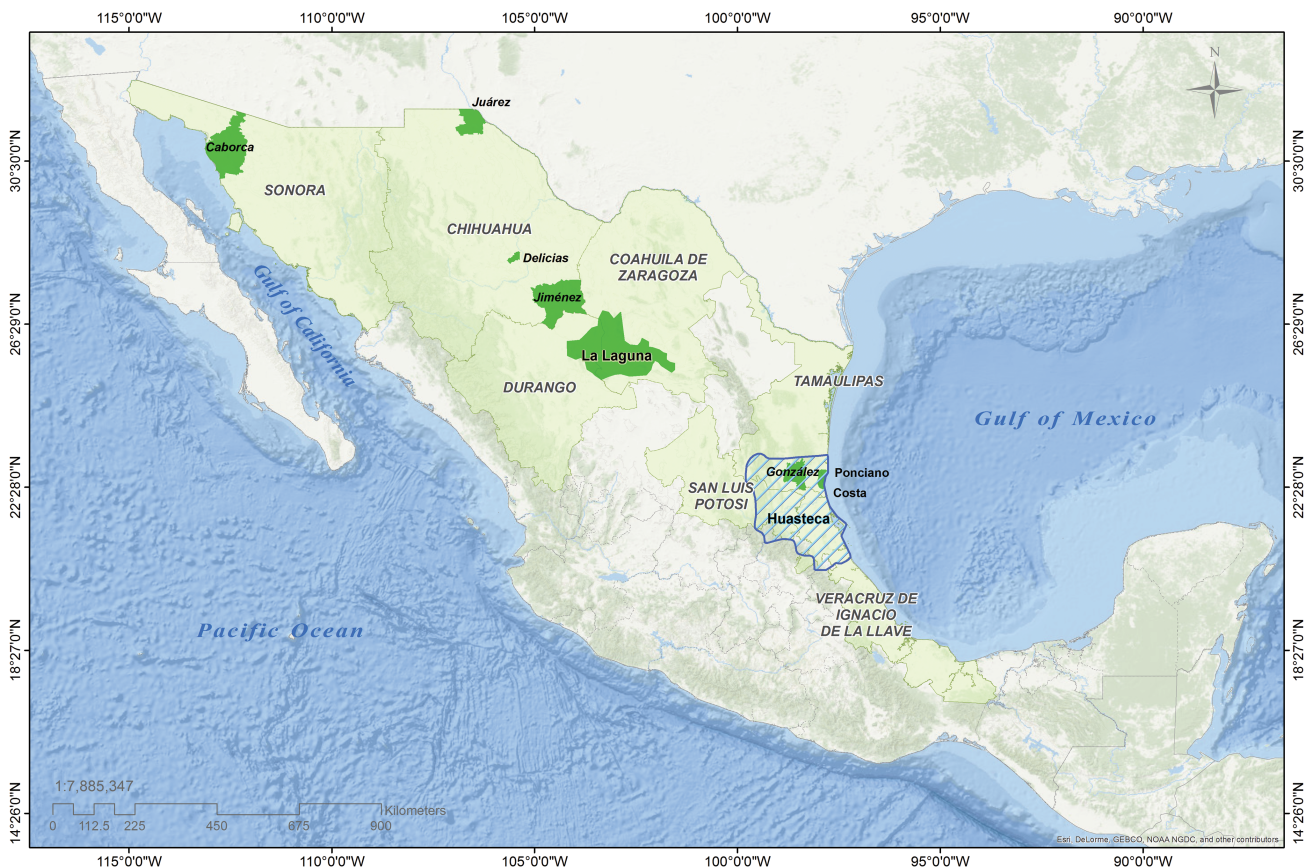 115°0'0"W 110°0'0"W 105°0'0"W 100°0'0"W 95°0'0"W 90°0'0"W
N
Juárez
Caborca
30°30'0"N
30°30'0"N
SONORA
CHIHUAHUA
Delicias
COAHUILA DE
ZARAGOZA
Gulf of California
Jiménez
26°29'0"N
26°29'0"N
La Laguna
DURANGO
TAMAULIPAS
Gulf of Mexico
González
Ponciano
Costa
22°28'0"N
22°28'0"N
SAN LUIS
POTOSI
Huasteca
VERACRUZ DE
IGNACIO
DE LA LLAVE
Pacific Ocean
18°27'0"N
18°27'0"N
1:7,885,347
Kilometers
0 112.5 225 450 675 900
14°26'0"N
14°26'0"N
Esri, DeLorme, GEBCO, NOAA NGDC, and other contributors
115°0'0"W 110°0'0"W 105°0'0"W 100°0'0"W 95°0'0"W 90°0'0"W